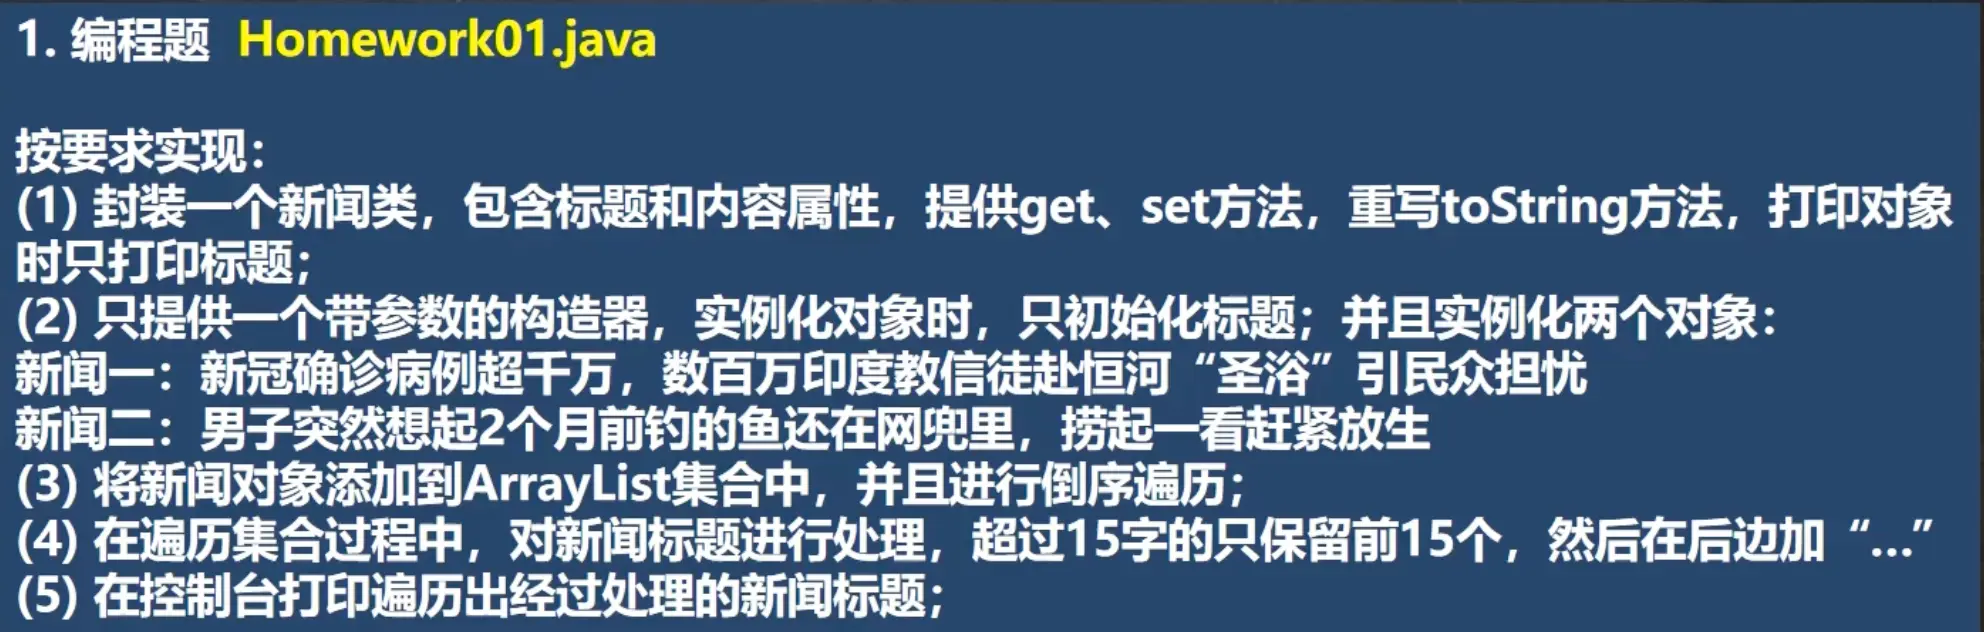 1. 编程题 Homework01.java
按要求实现：
(1) 封装一个新闻类，包含标题和内容属性，提供get、set方法，重写toString方法，打印对象
时只打印标题；
(2) 只提供一个带参数的构造器，实例化对象时，只初始化标题；并且实例化两个对象：
新闻一：新冠确诊病例超千万，数百万印度教信徒赴恒河“圣浴”引民众担忧
新闻二：男子突然想起2个月前钓的鱼还在网兜里，捞起一看赶紧放生
(3) 将新闻对象添加到ArrayList集合中，并且进行倒序遍历；
(4) 在遍历集合过程中，对新闻标题进行处理，超过15字的只保留前15个，然后在后边加“…”
(5) 在控制台打印遍历出经过处理的新闻标题；